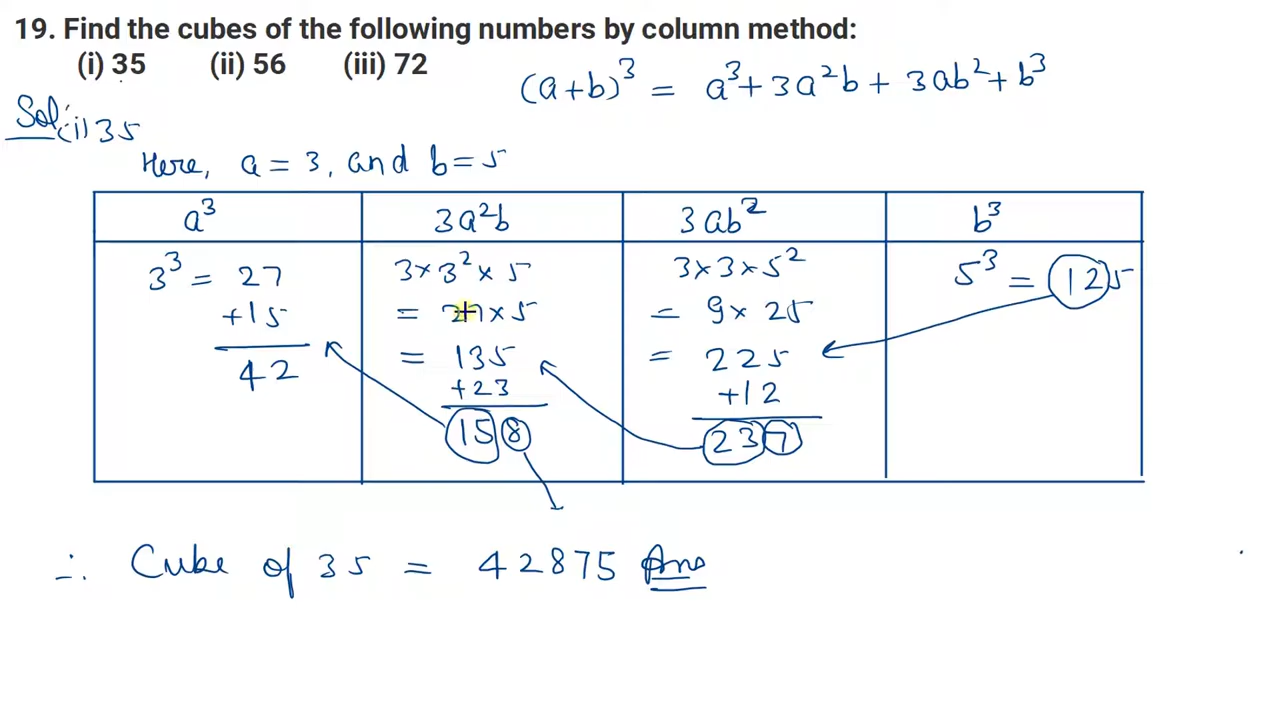 19. Find the cubes of the following numbers by column method:
(i) 35 (ii) 56 (iii) 72
(a+b)³ = a³+3a²b+3ab²+b³
Sol: (i) 35
Here, a=3, and b=5
a³ 3a²b 3ab² b³
3³ = 27 3×3²×5 3×3×5² 5³ = 125
+15 = 27×5 = 9×25
42 = 135 = 225
+23 +12
158 237
∴ Cube of 35 = 42875 Ans